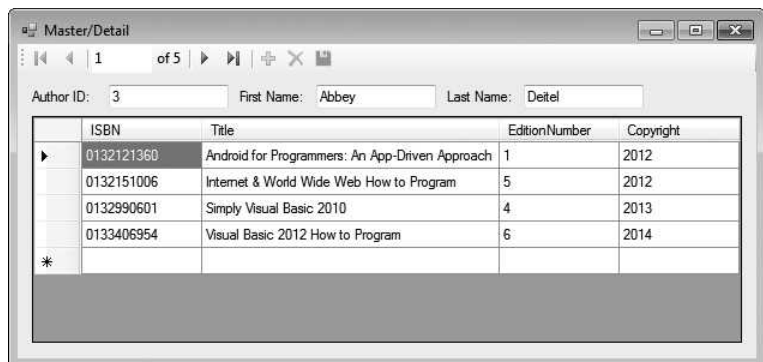 Master/Detail
1 of 5
Author ID: 3 First Name: Abbey Last Name: Deitel
ISBN Title EditionNumber Copyright
0132121360 Android for Programmers: An App-Driven Approach 1 2012
0132151006 Internet & World Wide Web How to Program 5 2012
0132990601 Simply Visual Basic 2010 4 2013
0133406954 Visual Basic 2012 How to Program 6 2014